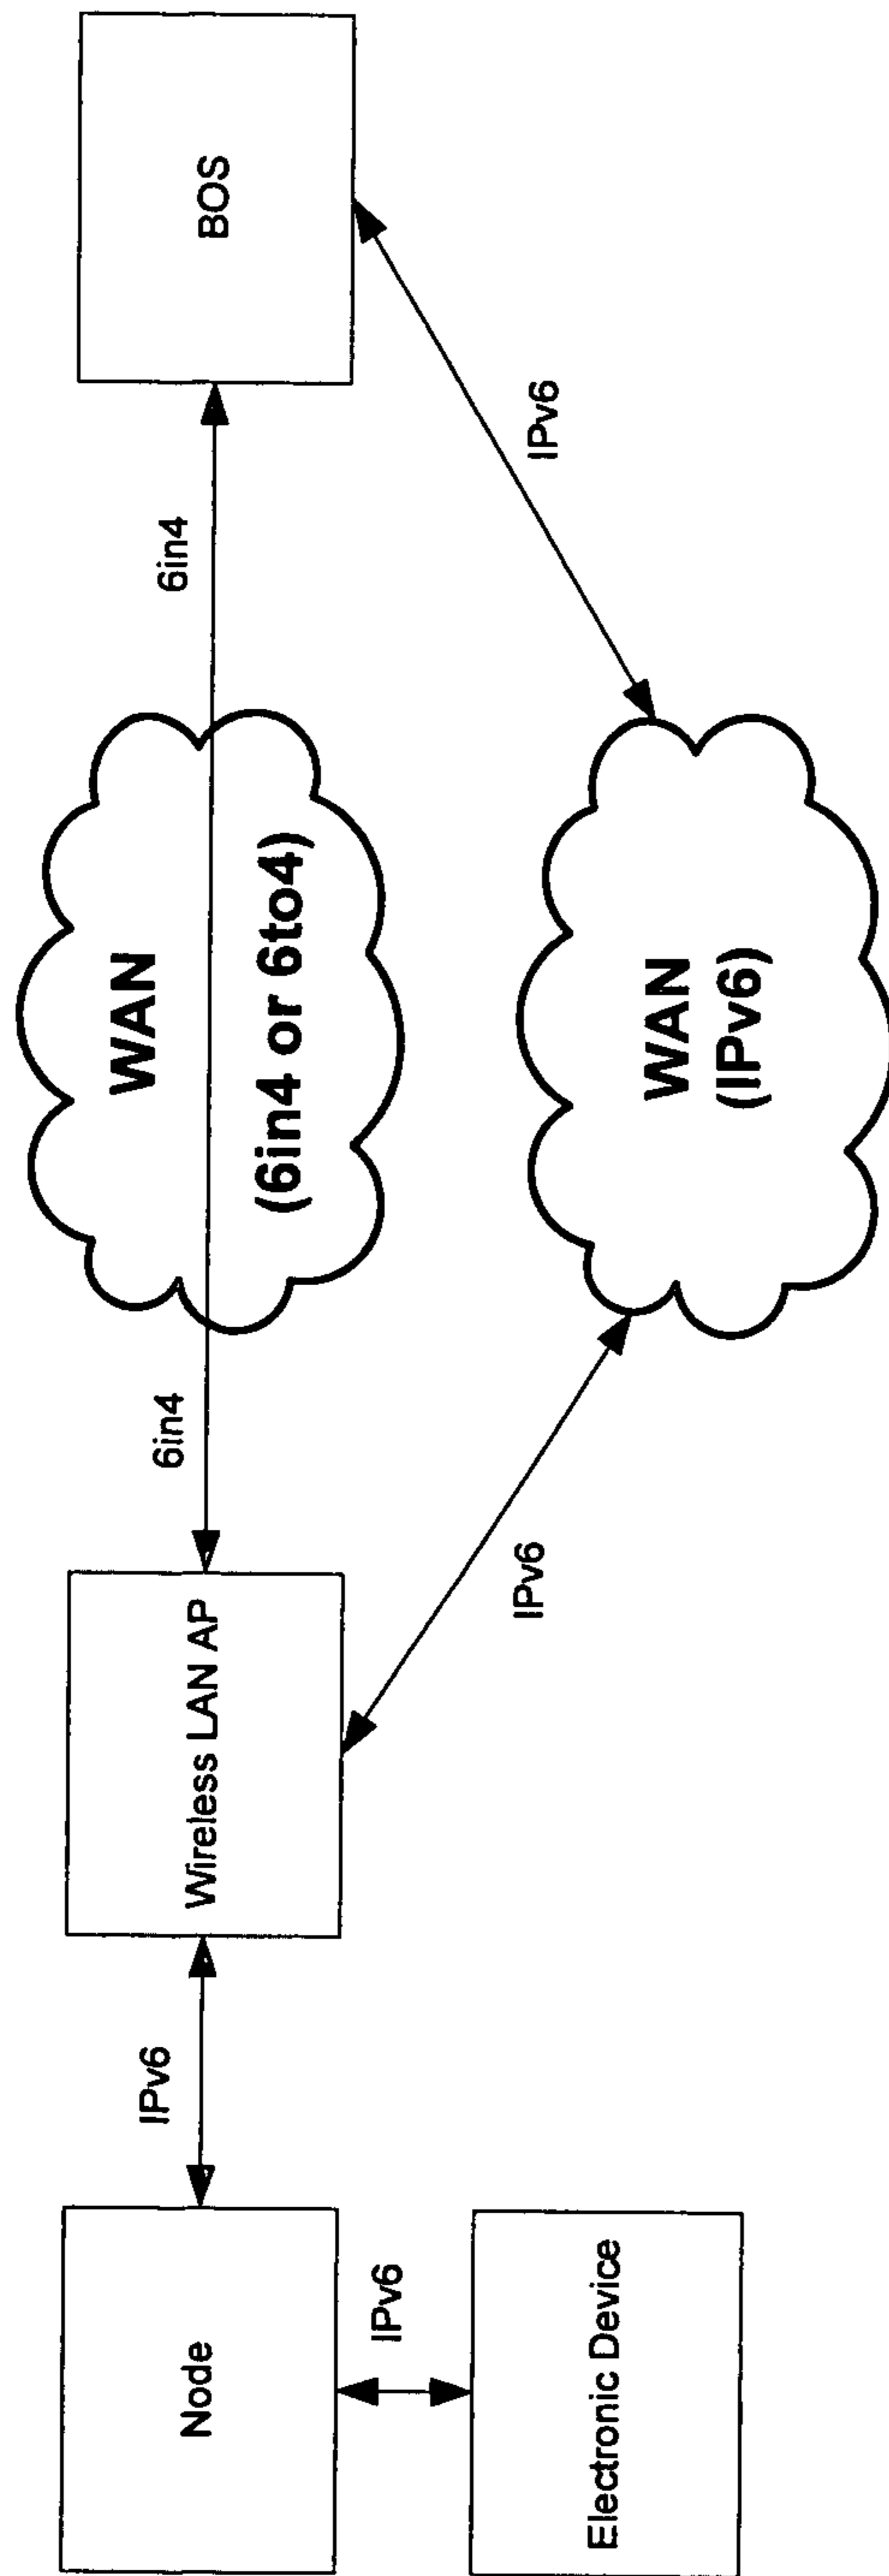 Node
IPv6
Wireless LAN AP
6in4
WAN
(6in4 or 6to4)
6in4
BOS
IPv6
Electronic Device
IPv6
WAN
(IPv6)
IPv6